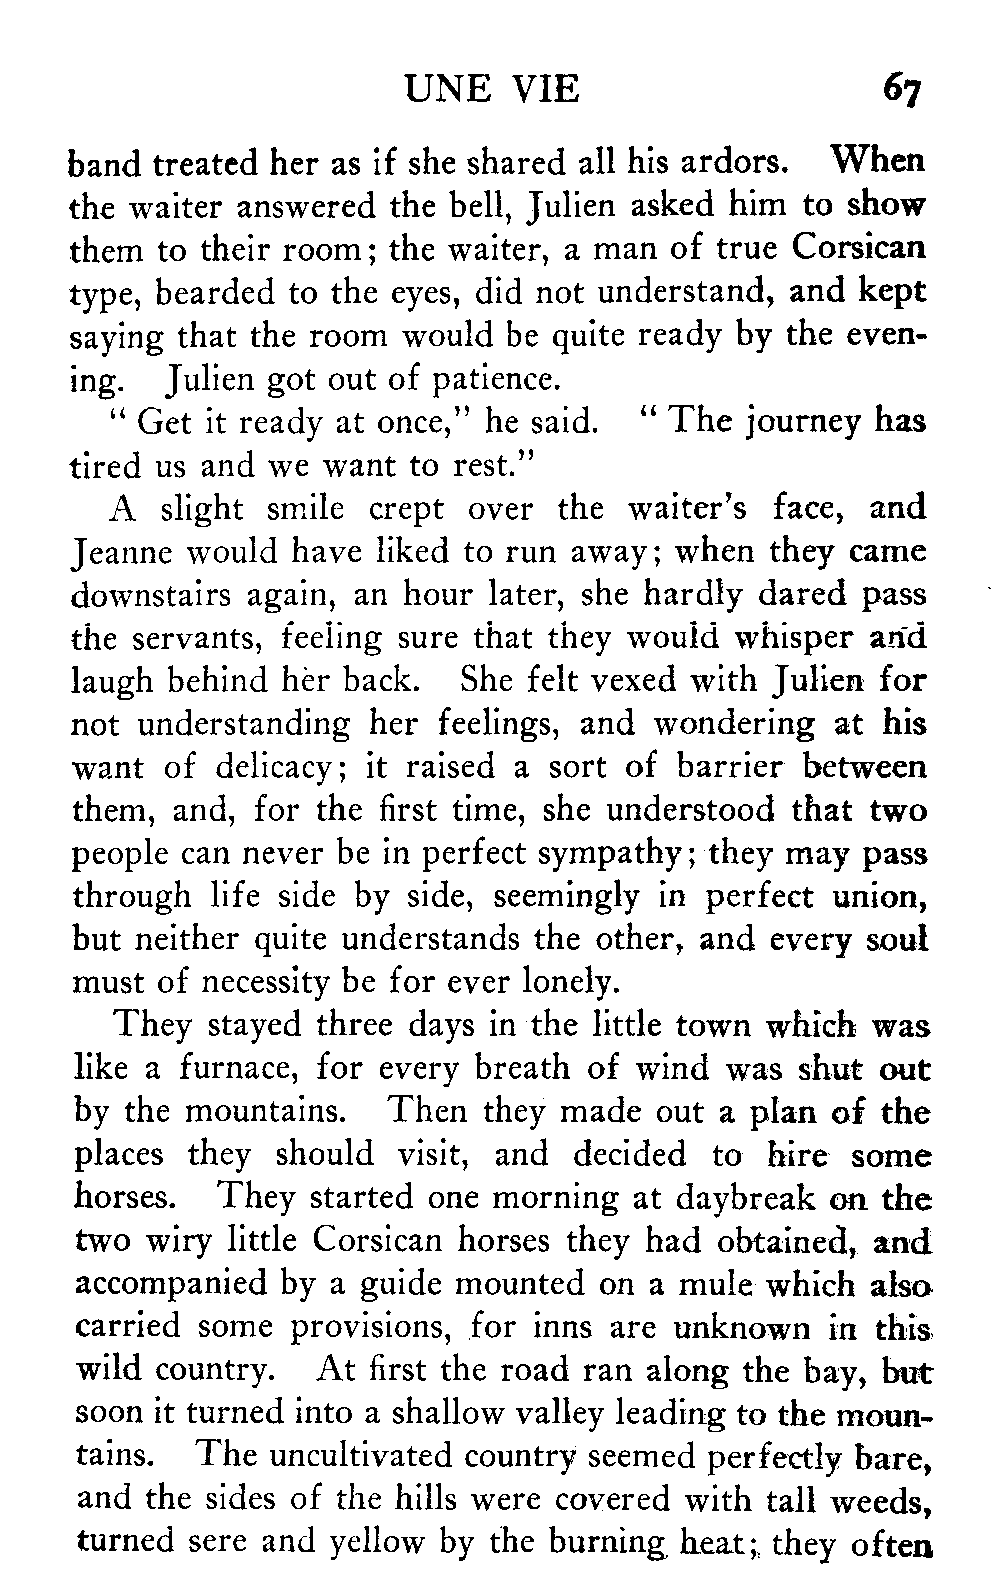 UNE VIE 67
band treated her as if she shared all his ardors. When
the waiter answered the bell, Julien asked him to show
them to their room; the waiter, a man of true Corsican
type, bearded to the eyes, did not understand, and kept
saying that the room would be quite ready by the even-
ing. Julien got out of patience.
" Get it ready at once," he said. " The journey has
tired us and we want to rest."
A slight smile crept over the waiter's face, and
Jeanne would have liked to run away; when they came
downstairs again, an hour later, she hardly dared pass
the servants, feeling sure that they would whisper and
laugh behind her back. She felt vexed with Julien for
not understanding her feelings, and wondering at his
want of delicacy; it raised a sort of barrier between
them, and, for the first time, she understood that two
people can never be in perfect sympathy; they may pass
through life side by side, seemingly in perfect union,
but neither quite understands the other, and every soul
must of necessity be for ever lonely.
They stayed three days in the little town which was
like a furnace, for every breath of wind was shut out
by the mountains. Then they made out a plan of the
places they should visit, and decided to hire some
horses. They started one morning at daybreak on the
two wiry little Corsican horses they had obtained, and
accompanied by a guide mounted on a mule which also
carried some provisions, for inns are unknown in this
wild country. At first the road ran along the bay, but
soon it turned into a shallow valley leading to the moun-
tains. The uncultivated country seemed perfectly bare,
and the sides of the hills were covered with tall weeds,
turned sere and yellow by the burning heat; they often